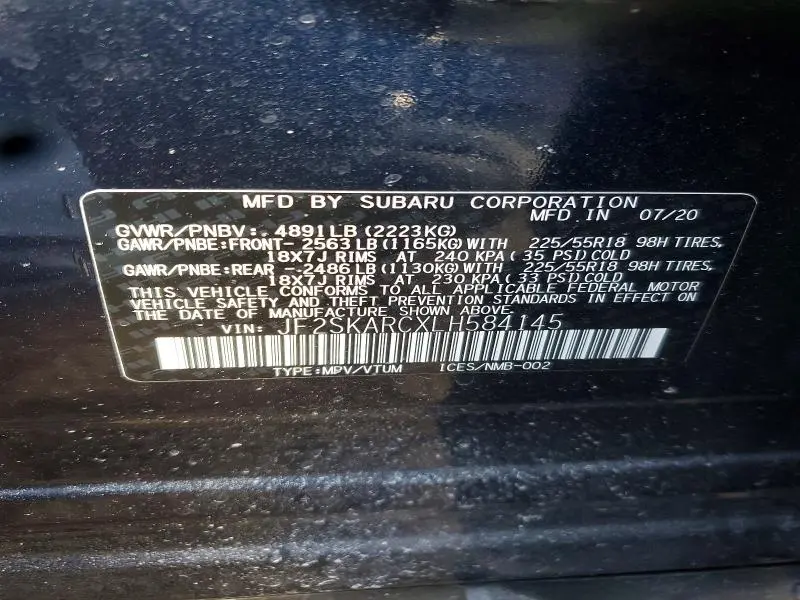 MFD BY SUBARU CORPORATION
MFD.IN 07/20
GVWR/PNBV: 4891LB(2223KG)
GAWR/PNBE:FRONT- 2563LB(1165KG)WITH 225/55R18 98H TIRES,
18X7J RIMS AT 240 KPA(35 PSI)COLD
GAWR/PNBE:REAR -.2486LB(1130KG)WITH 225/55R18 98H TIRES,
18X7J RIMS AT 230 KPA(33 PSI)COLD
THIS VEHICLE CONFORMS TO ALL APPLICABLE FEDERAL MOTOR
VEHICLE SAFETY AND THEFT PREVENTION STANDARDS IN EFFECT ON
THE DATE OF MANUFACTURE SHOWN ABOVE.
VIN: JF2SKARCXLH584145
TYPE:MPV/VTUM ICES/NMB-002